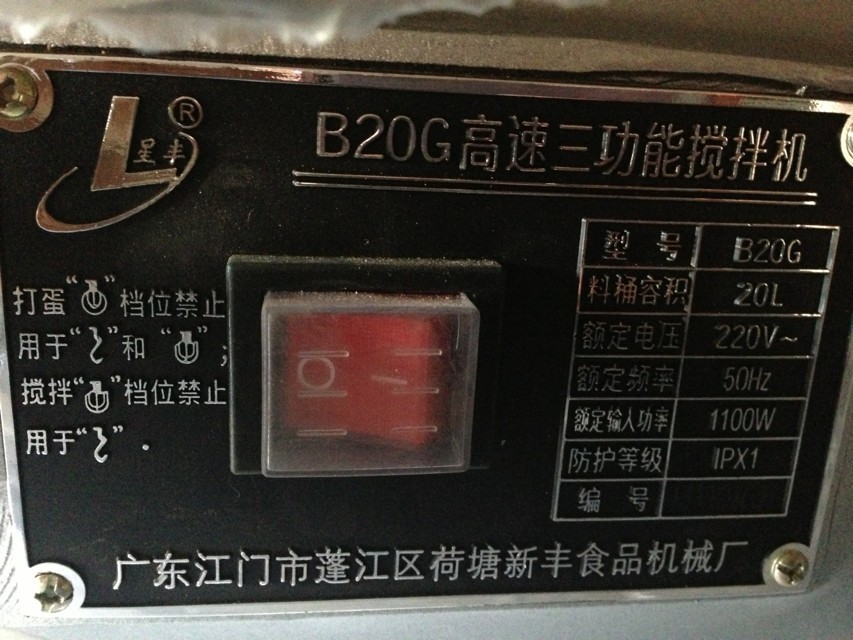 星丰 ®
B20G高速三功能搅拌机
打蛋“ ”档位禁止
用于“ ”和“ ”;
搅拌“ ”档位禁止
用于“ ”.
型号 B20G
料桶容积 20L
额定电压 220V~
额定频率 50Hz
额定输入功率 1100W
防护等级 IPX1
编号
广东江门市蓬江区荷塘新丰食品机械厂